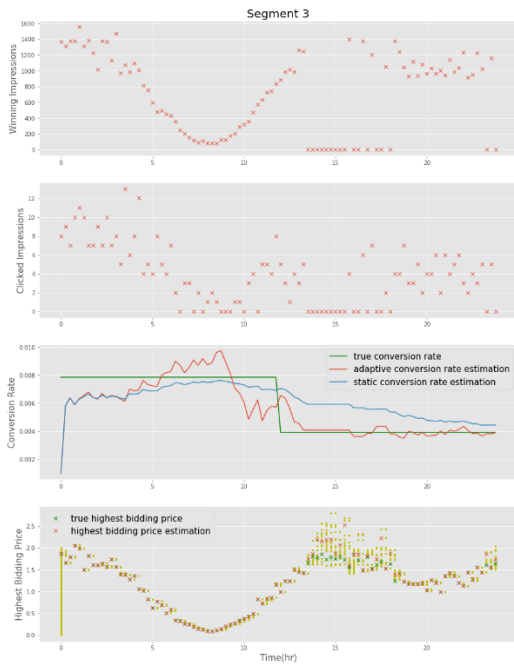 Segment 3
Winning Impressions
1600
1400
1200
1000
800
600
400
200
0
0 5 10 15 20
Clicked Impressions
12
10
8
6
4
2
0
0 5 10 15 20
Conversion Rate
0.010
0.008
0.006
0.004
0.002
true conversion rate
adaptive conversion rate estimation
static conversion rate estimation
0 5 10 15 20
Highest Bidding Price
2.5
2.0
1.5
1.0
0.5
0.0
true highest bidding price
highest bidding price estimation
0 5 10 15 20
Time(hr)